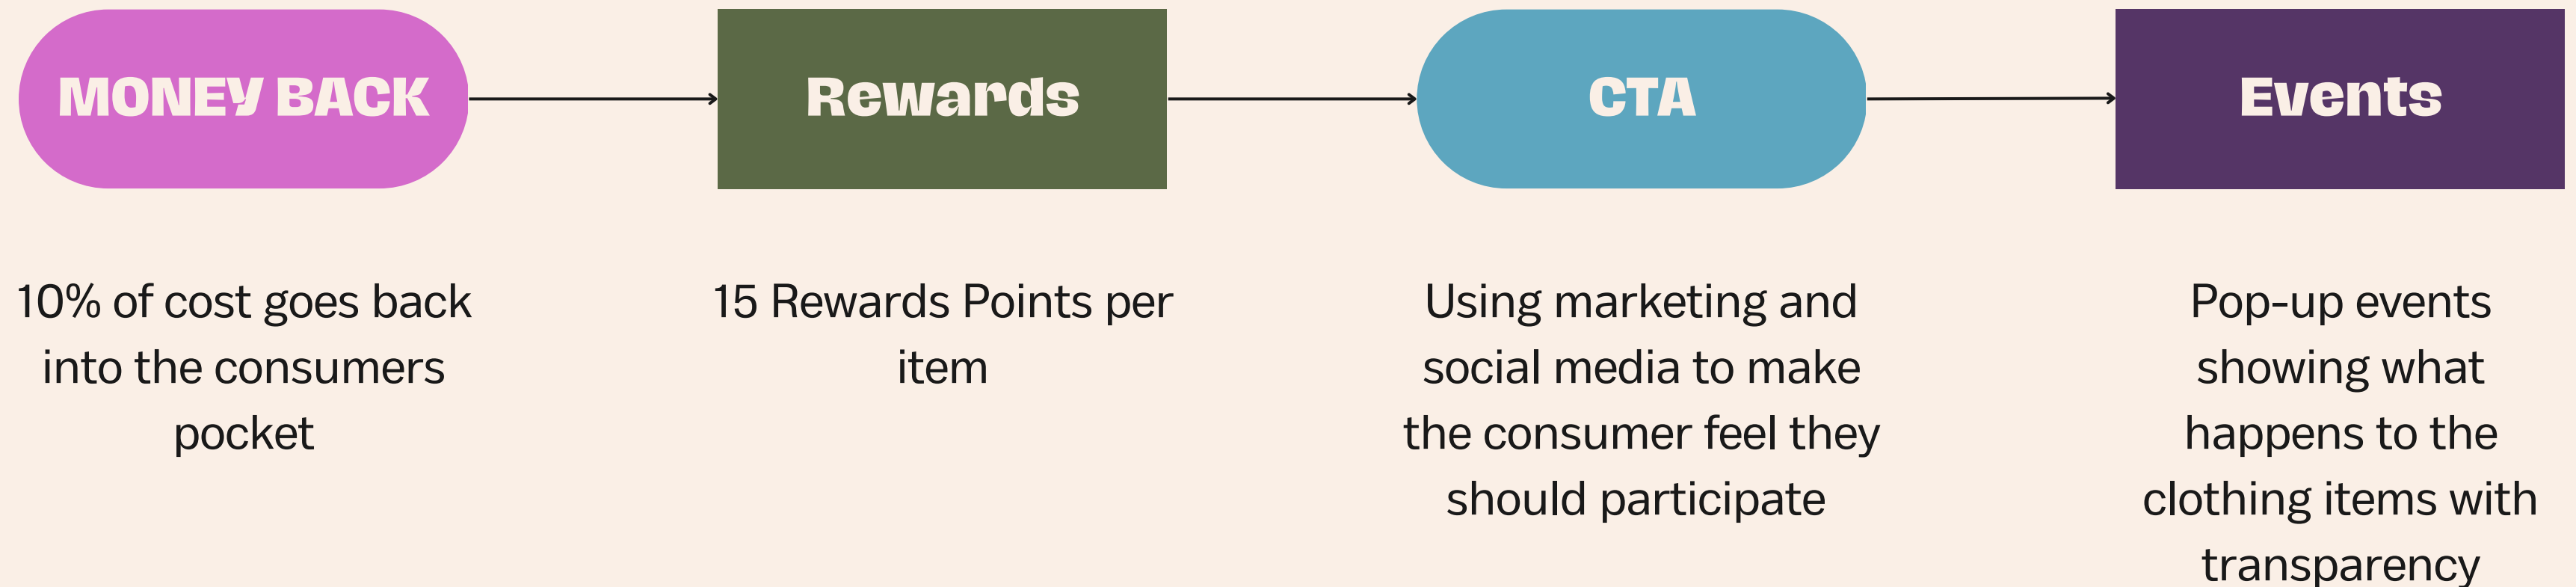 MONEY BACK
Rewards
CTA
Events
10% of cost goes back
into the consumers
pocket
15 Rewards Points per
item
Using marketing and
social media to make
the consumer feel they
should participate
Pop-up events
showing what
happens to the
clothing items with
transparency